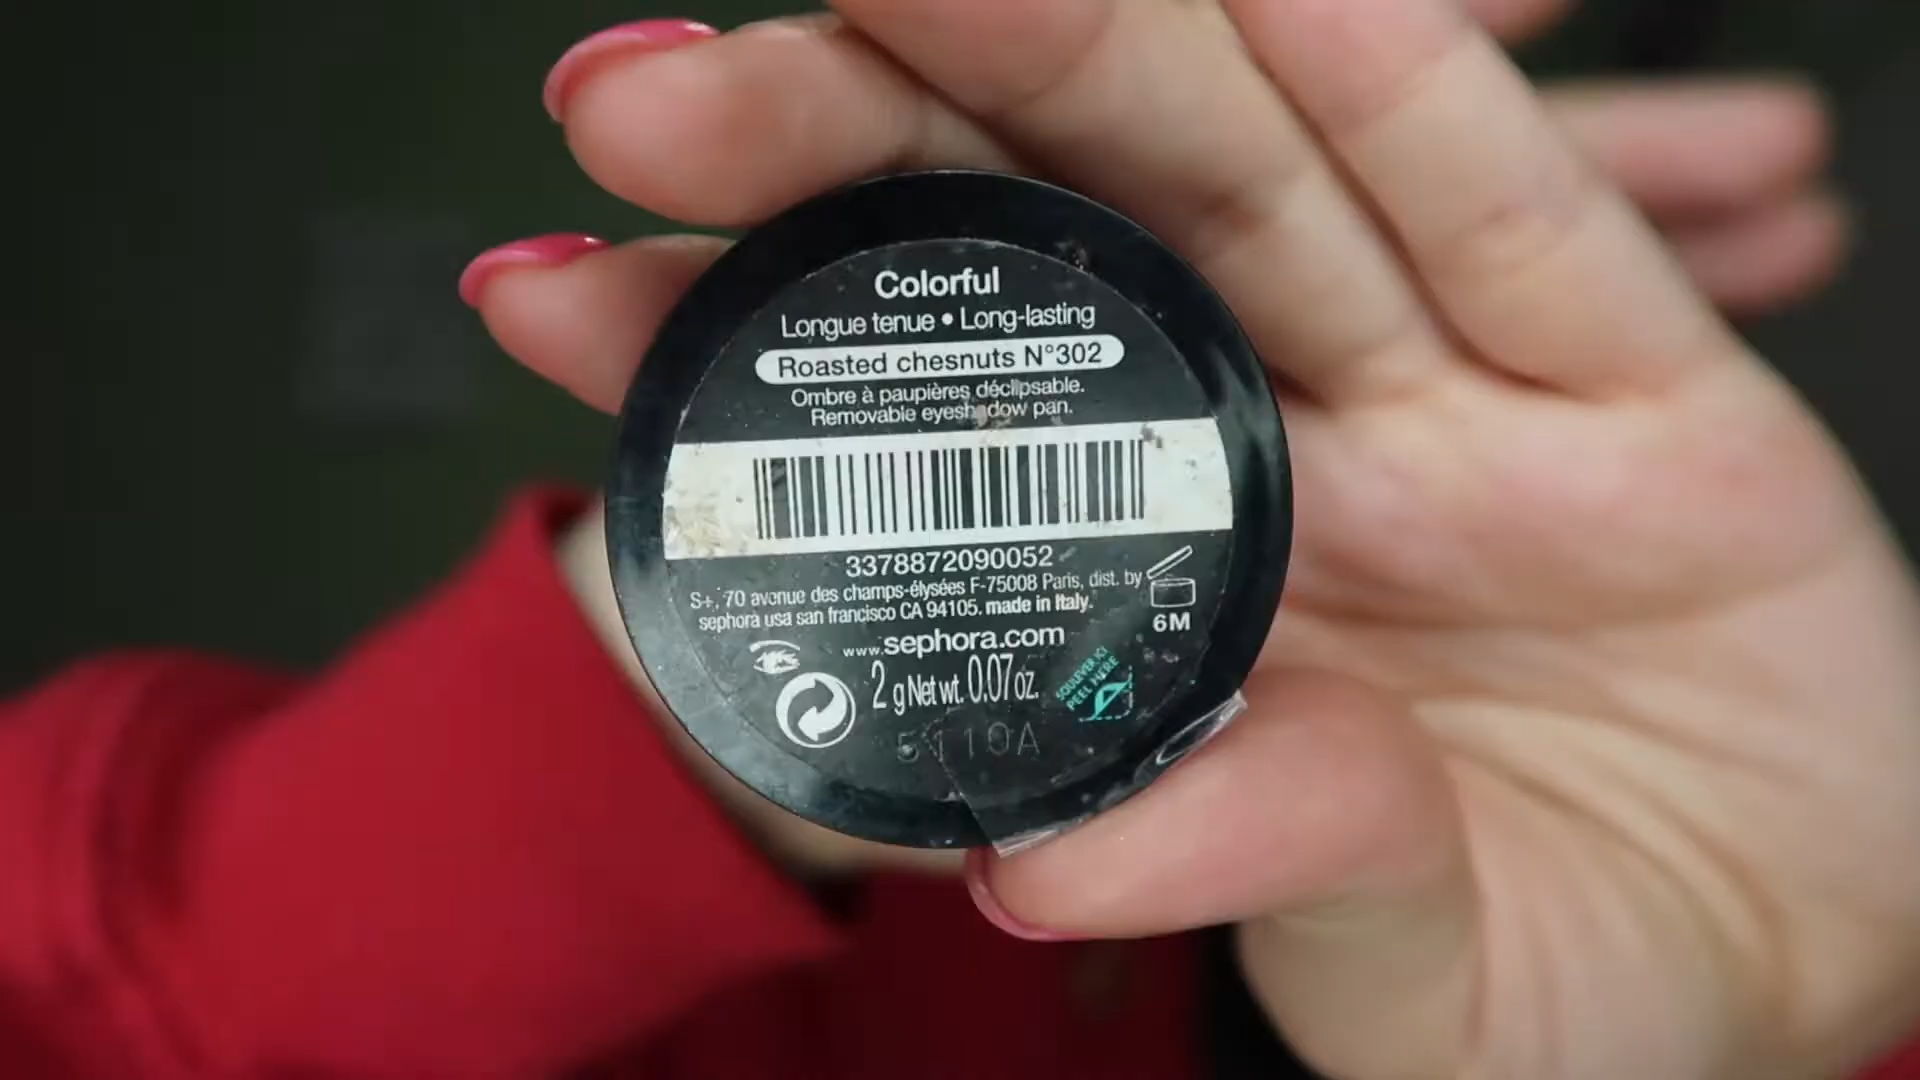 Colorful
Longue tenue • Long-lasting
Roasted chesnuts N°302
Ombre à paupières déclipsable.
Removable eyeshadow pan.
3378872090052
S+, 70 avenue des champs-élysées F-75008 Paris, dist. by
sephora usa san francisco CA 94105. made in Italy.
6M
www.sephora.com
2 g Net wt. 0.07 oz.
SOULEVER ICI
PEEL HERE
5110A